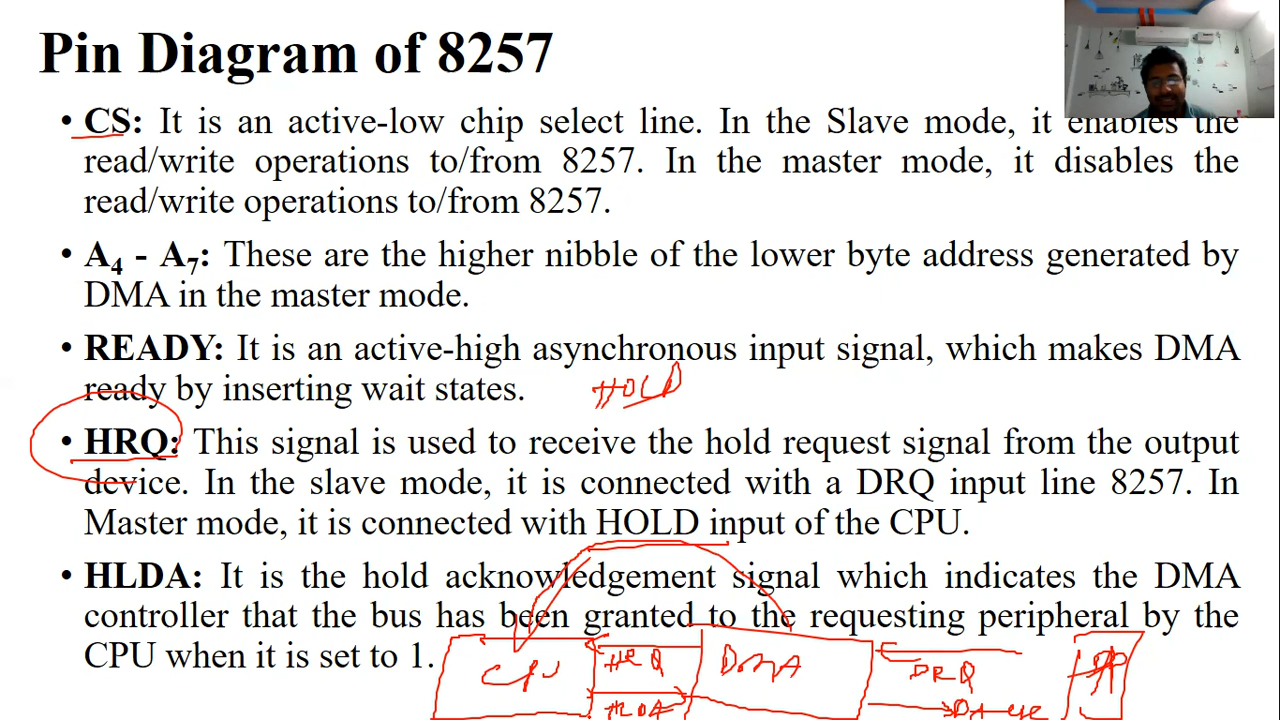 Pin Diagram of 8257
• CS: It is an active-low chip select line. In the Slave mode, it enables the
read/write operations to/from 8257. In the master mode, it disables the
read/write operations to/from 8257.
• A4 - A7: These are the higher nibble of the lower byte address generated by
DMA in the master mode.
• READY: It is an active-high asynchronous input signal, which makes DMA
ready by inserting wait states.
HOLD
• HRQ: This signal is used to receive the hold request signal from the output
device. In the slave mode, it is connected with a DRQ input line 8257. In
Master mode, it is connected with HOLD input of the CPU.
• HLDA: It is the hold acknowledgement signal which indicates the DMA
controller that the bus has been granted to the requesting peripheral by the
CPU when it is set to 1.
CPU HRQ DMA DRQ